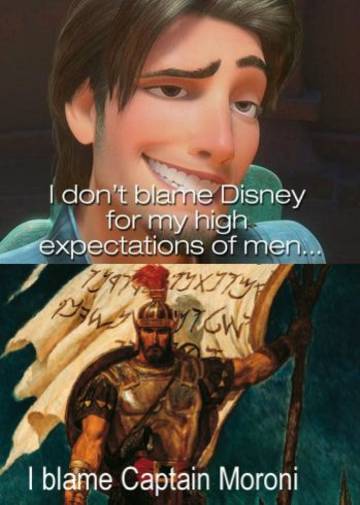 I don't blame Disney
for my high
expectations of men...
I blame Captain Moroni